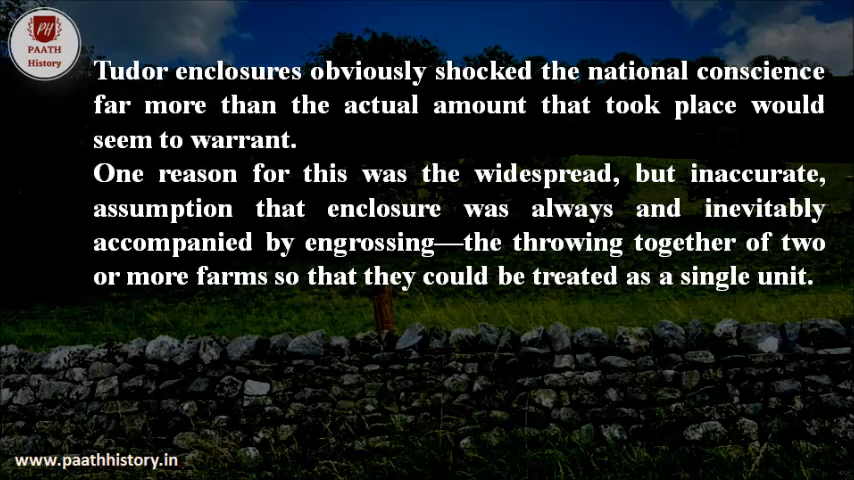 PH
PAATH
History
Tudor enclosures obviously shocked the national conscience
far more than the actual amount that took place would
seem to warrant.
One reason for this was the widespread, but inaccurate,
assumption that enclosure was always and inevitably
accompanied by engrossing—the throwing together of two
or more farms so that they could be treated as a single unit.
www.paathhistory.in